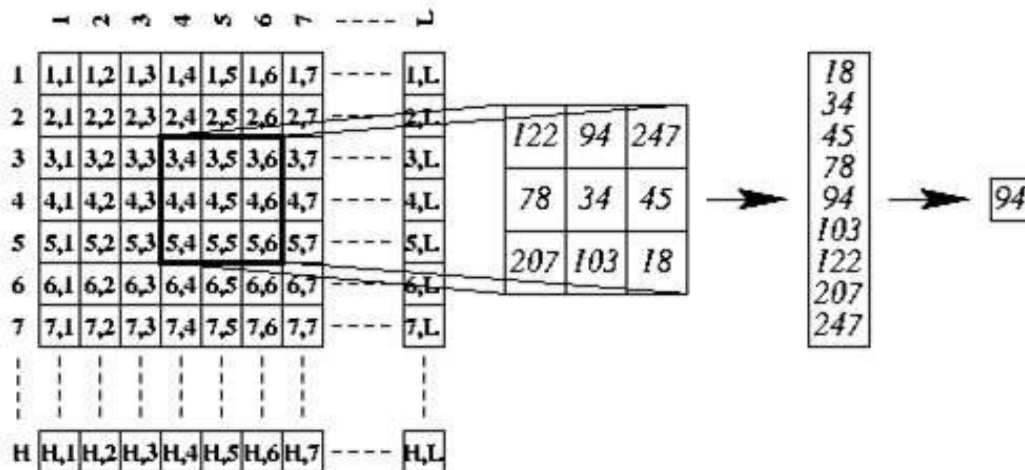 1 2 3 4 5 6 7 L
1 1,1 1,2 1,3 1,4 1,5 1,6 1,7 1,L
2 2,1 2,2 2,3 2,4 2,5 2,6 2,7 2,L
3 3,1 3,2 3,3 3,4 3,5 3,6 3,7 3,L
4 4,1 4,2 4,3 4,4 4,5 4,6 4,7 4,L
5 5,1 5,2 5,3 5,4 5,5 5,6 5,7 5,L
6 6,1 6,2 6,3 6,4 6,5 6,6 6,7 6,L
7 7,1 7,2 7,3 7,4 7,5 7,6 7,7 7,L
H H,1 H,2 H,3 H,4 H,5 H,6 H,7 H,L
122 94 247
78 34 45
207 103 18
18
34
45
78
94
103
122
207
247
94